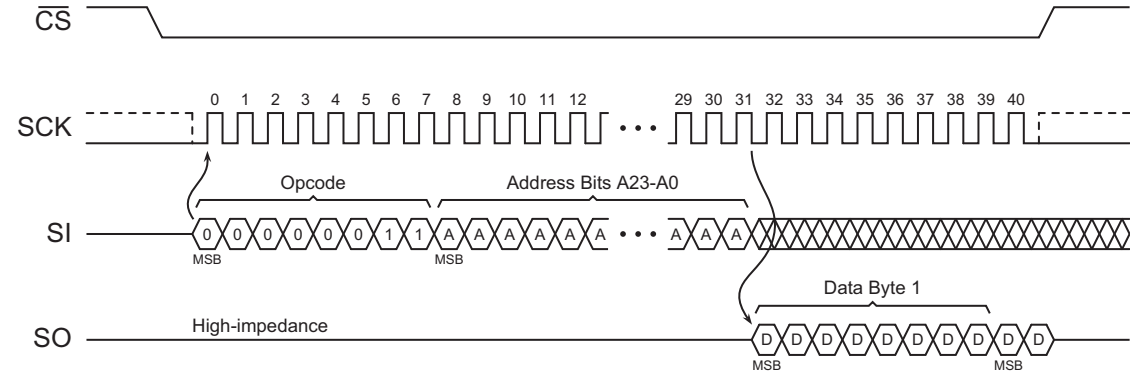 CS
0 1 2 3 4 5 6 7 8 9 10 11 12 29 30 31 32 33 34 35 36 37 38 39 40
SCK
Opcode Address Bits A23-A0
SI 0 0 0 0 0 0 1 1 A A A A A A A A A
MSB MSB
Data Byte 1
High-impedance
SO D D D D D D D D D D
MSB MSB